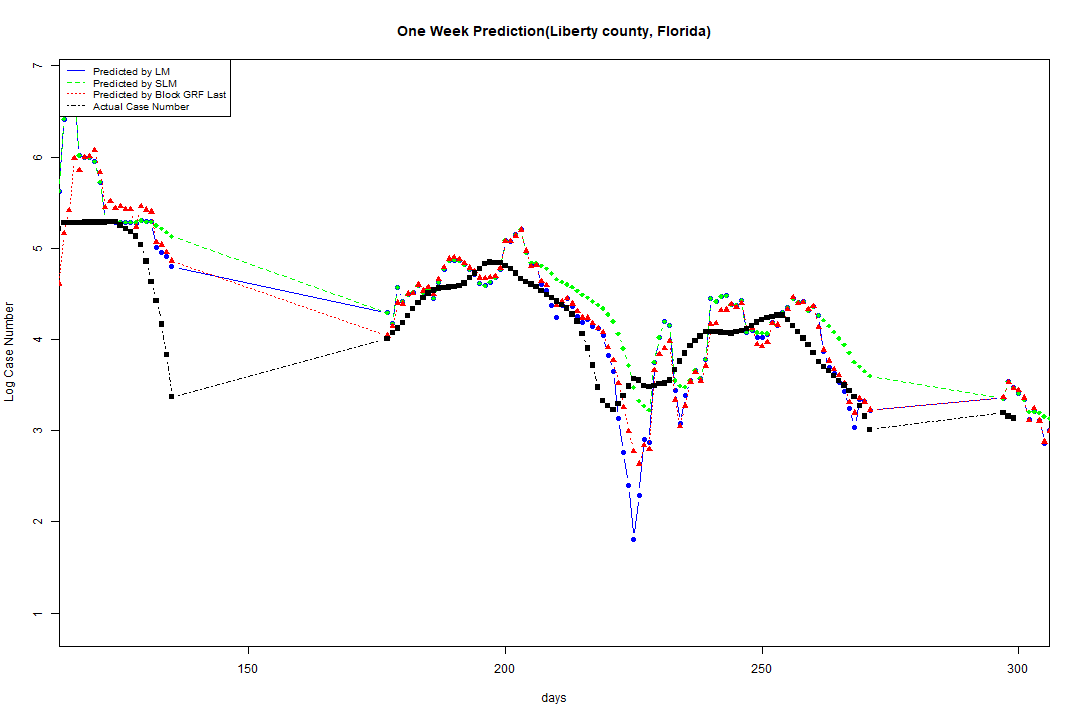 One Week Prediction(Liberty county, Florida)
Predicted by LM
Predicted by SLM
Predicted by Block GRF Last
Actual Case Number
7
6
5
4
3
2
1
Log Case Number
150
200
250
300
days